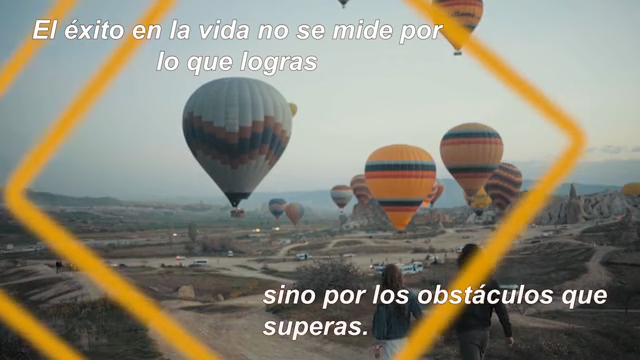 El éxito en la vida no se mide por
lo que logras
sino por los obstáculos que
superas.